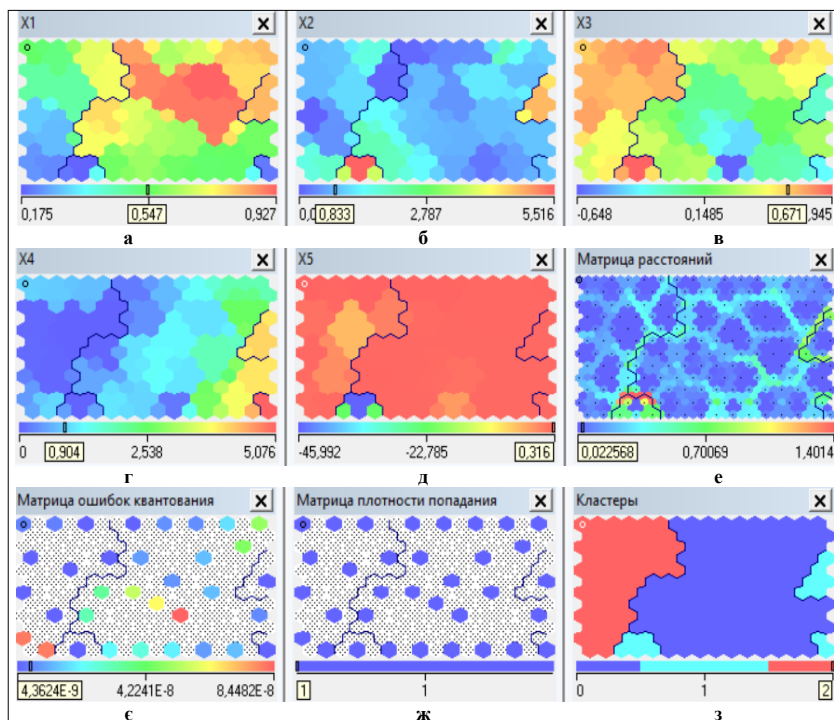 X1
X2
X3
0,175
0,547
0,927
0,833
2,787
5,516
-0,648
0,1485
0,671
,945
а
б
в
X4
X5
Матрица расстояний
0
0,904
2,538
5,076
-45,992
-22,785
0,316
0,022568
0,70069
1,4014
г
д
е
Матрица ошибок квантования
Матрица плотности попадания
Кластеры
4,3624E-9
4,2241E-8
8,4482E-8
1
1
0
1
2
є
ж
з